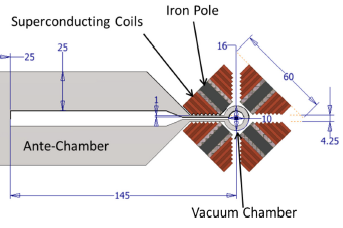 Iron Pole
Superconducting Coils
16
25
25
60
1
10
4.25
Ante-Chamber
145
Vacuum Chamber